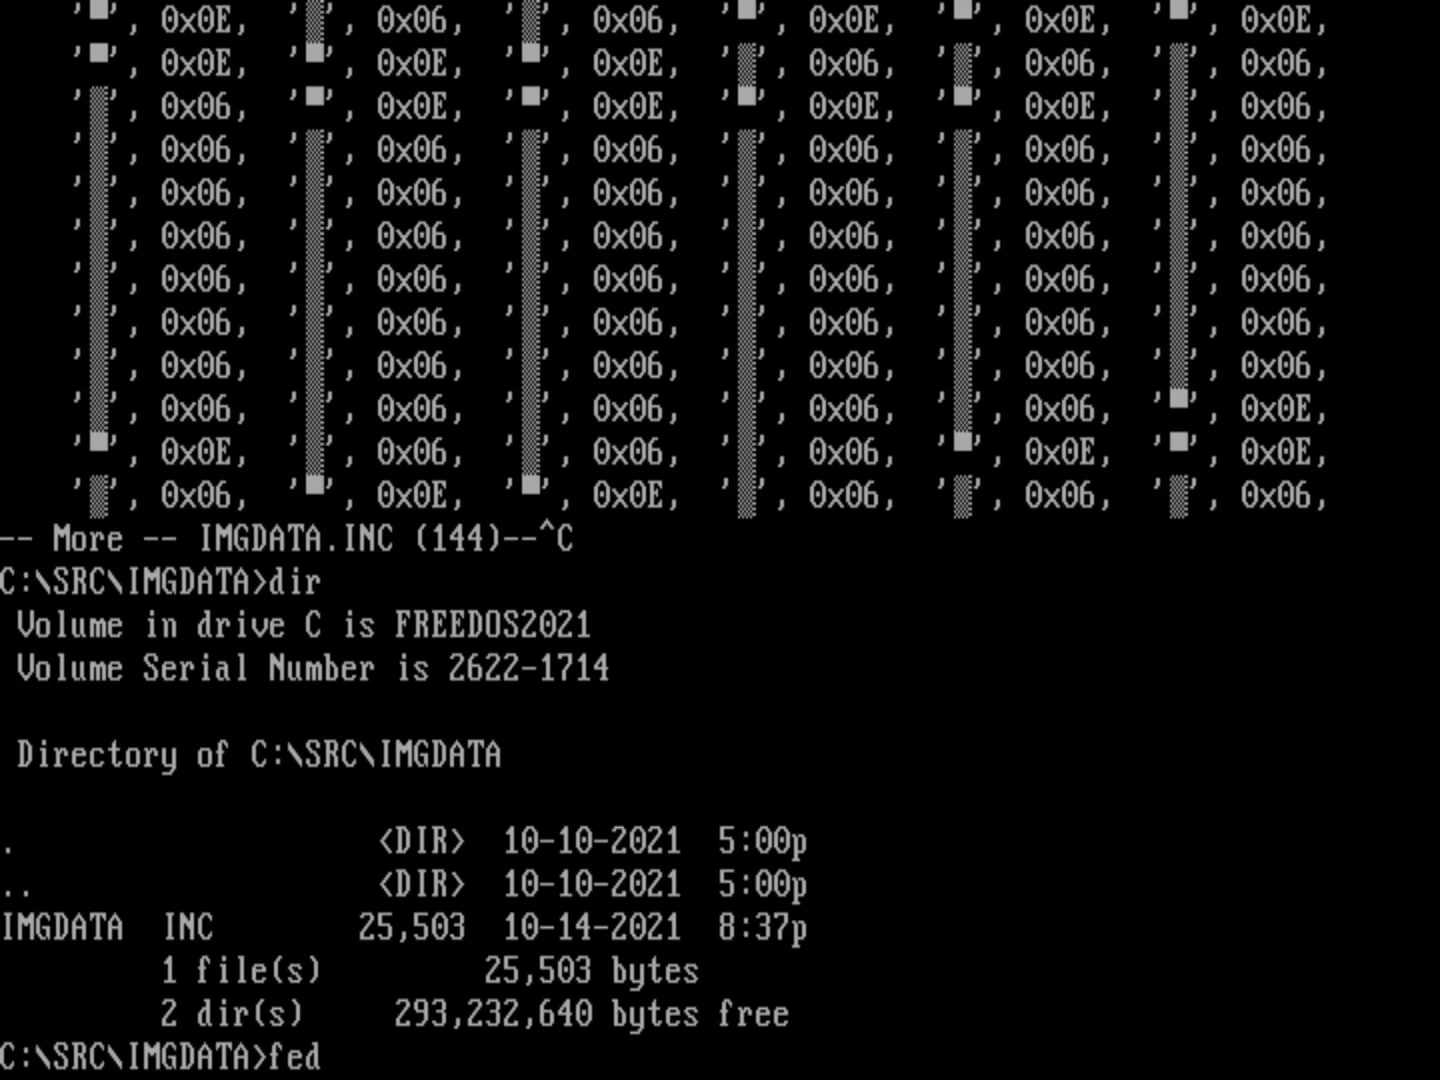 '▀', 0x0E,  '▒', 0x06,  '▒', 0x06,  '▀', 0x0E,  '▀', 0x0E,  '▀', 0x0E,
'▀', 0x0E,  '▀', 0x0E,  '▀', 0x0E,  '▒', 0x06,  '▒', 0x06,  '▒', 0x06,
'▒', 0x06,  '▀', 0x0E,  '▀', 0x0E,  '▀', 0x0E,  '▀', 0x0E,  '▒', 0x06,
'▒', 0x06,  '▒', 0x06,  '▒', 0x06,  '▒', 0x06,  '▒', 0x06,  '▒', 0x06,
'▒', 0x06,  '▒', 0x06,  '▒', 0x06,  '▒', 0x06,  '▒', 0x06,  '▒', 0x06,
'▒', 0x06,  '▒', 0x06,  '▒', 0x06,  '▒', 0x06,  '▒', 0x06,  '▒', 0x06,
'▒', 0x06,  '▒', 0x06,  '▒', 0x06,  '▒', 0x06,  '▒', 0x06,  '▒', 0x06,
'▒', 0x06,  '▒', 0x06,  '▒', 0x06,  '▒', 0x06,  '▒', 0x06,  '▒', 0x06,
'▒', 0x06,  '▒', 0x06,  '▒', 0x06,  '▒', 0x06,  '▒', 0x06,  '▒', 0x06,
'▒', 0x06,  '▒', 0x06,  '▒', 0x06,  '▒', 0x06,  '▒', 0x06,  '▀', 0x0E,
'▀', 0x0E,  '▒', 0x06,  '▒', 0x06,  '▒', 0x06,  '▀', 0x0E,  '▀', 0x0E,
'▒', 0x06,  '▀', 0x0E,  '▀', 0x0E,  '▒', 0x06,  '▒', 0x06,  '▒', 0x06,
-- More -- IMGDATA.INC (144)--^C
C:\SRC\IMGDATA>dir
Volume in drive C is FREEDOS2021
Volume Serial Number is 2622-1714
Directory of C:\SRC\IMGDATA
. <DIR> 10-10-2021 5:00p
.. <DIR> 10-10-2021 5:00p
IMGDATA INC 25,503 10-14-2021 8:37p
1 file(s) 25,503 bytes
2 dir(s) 293,232,640 bytes free
C:\SRC\IMGDATA>fed